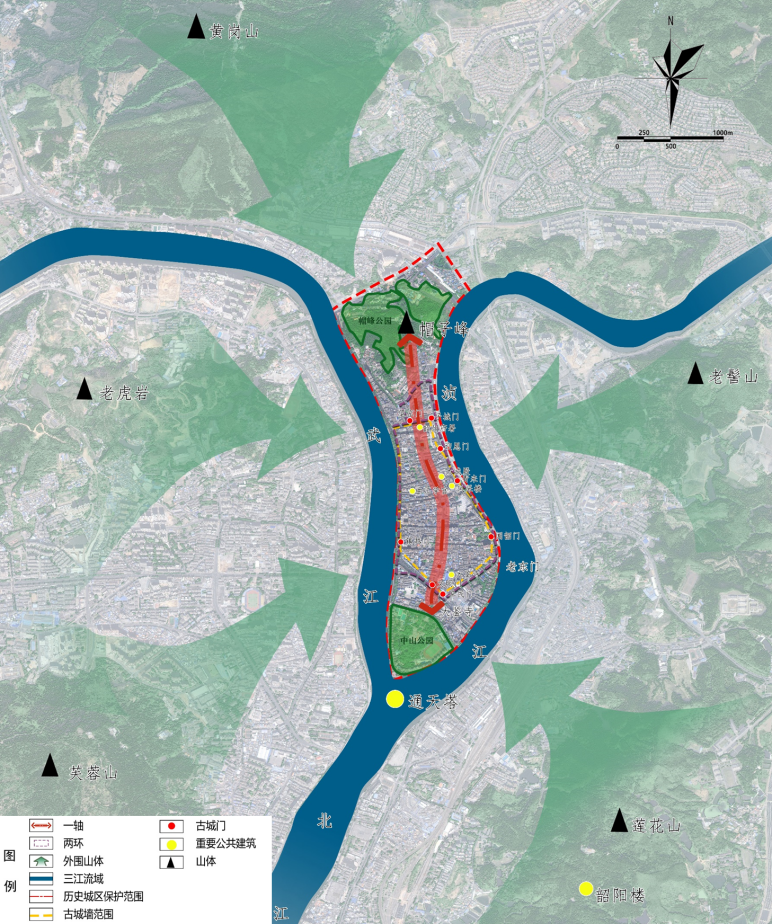 黄岗山
N
250
1000m
0
500
帽峰公园
帽子峰
老虎岩
老鬙山
浈
武
江
老东门
中山公园
江
通天塔
芙蓉山
莲花山
北
韶阳楼
江
图
例
一轴
两环
外围山体
三江流域
历史城区保护范围
古城墙范围
古城门
重要公共建筑
山体